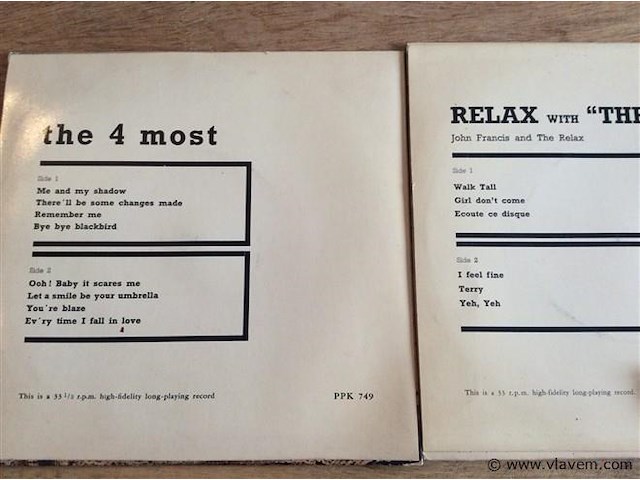 the 4 most
Side 1
Me and my shadow
There'll be some changes made
Remember me
Bye bye blackbird
Side 2
Ooh! Baby it scares me
Let a smile be your umbrella
You're blaze
Ev'ry time I fall in love
This is a 33 1/3 r.p.m. high-fidelity long-playing record
PPK 749
RELAX WITH "THE
John Francis and The Relax
Side 1
Walk Tall
Girl don't come
Ecoute ce disque
Side 2
I feel fine
Terry
Yeh, Yeh
This is a 33 r.p.m. high-fidelity long-playing record.
© www.vlavem.com